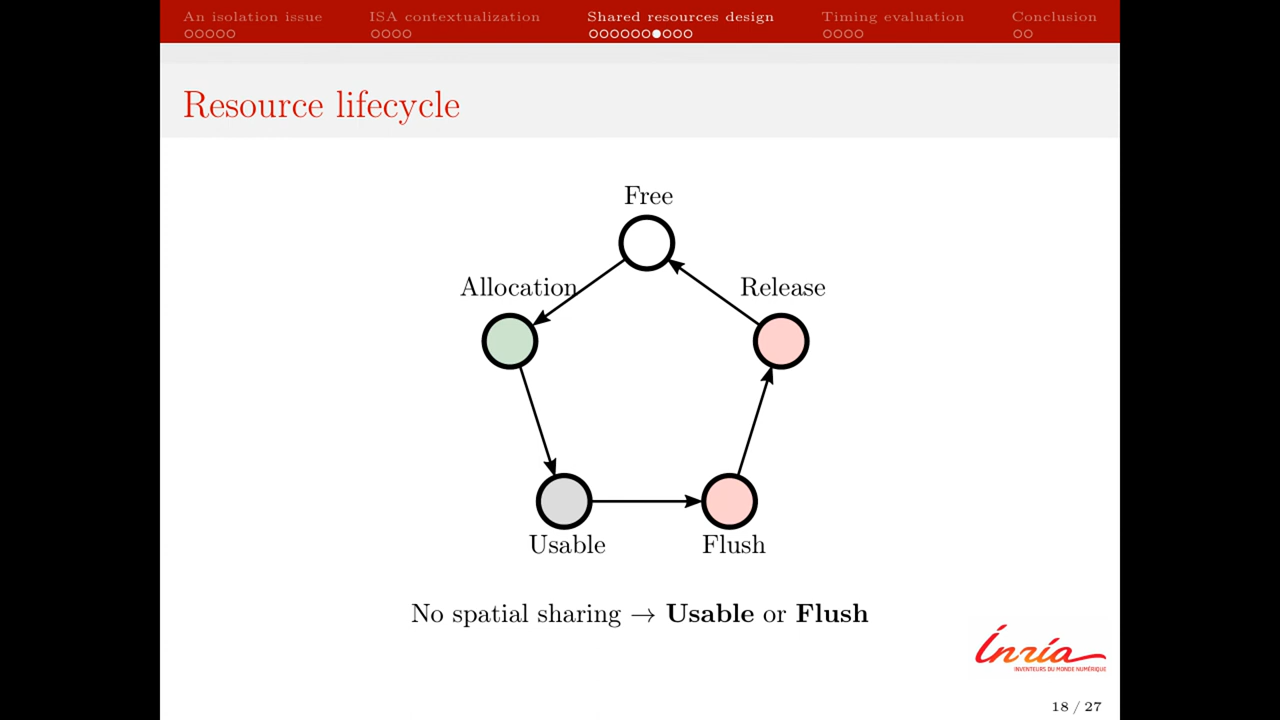 An isolation issue ISA contextualization Shared resources design Timing evaluation Conclusion
Resource lifecycle
Free
Allocation Release
Usable Flush
No spatial sharing → Usable or Flush
Inría
INVENTEURS DU MONDE NUMÉRIQUE
18 / 27